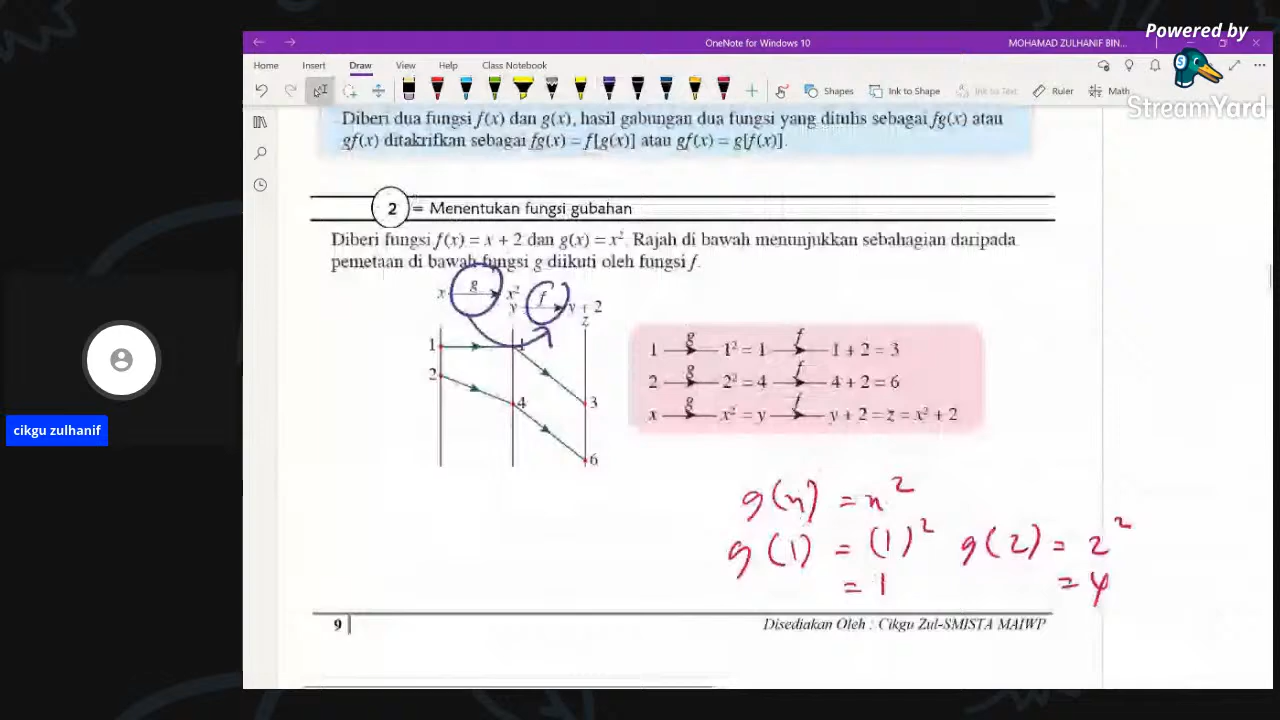 Powered by
StreamYard
OneNote for Windows 10
MOHAMAD ZULHANIF BIN...
Home Insert Draw View Help Class Notebook
Shapes Ink to Shape Ink to Text Ruler Math
Diberi dua fungsi f(x) dan g(x), hasil gabungan dua fungsi yang ditulis sebagai fg(x) atau
gf(x) ditakrifkan sebagai fg(x) = f[g(x)] atau gf(x) = g[f(x)].
2 = Menentukan fungsi gubahan
Diberi fungsi f(x) = x + 2 dan g(x) = x². Rajah di bawah menunjukkan sebahagian daripada
pemetaan di bawah fungsi g diikuti oleh fungsi f.
x g x² f y + 2
y z
1 1
2 4 3
6
1 g 1² = 1 f 1 + 2 = 3
2 g 2² = 4 f 4 + 2 = 6
x g x² = y f y + 2 = z = x² + 2
g(x) = x²
g(1) = (1)² g(2) = 2²
= 1 = 4
9 | Disediakan Oleh : Cikgu Zul-SMISTA MAIWP
cikgu zulhanif